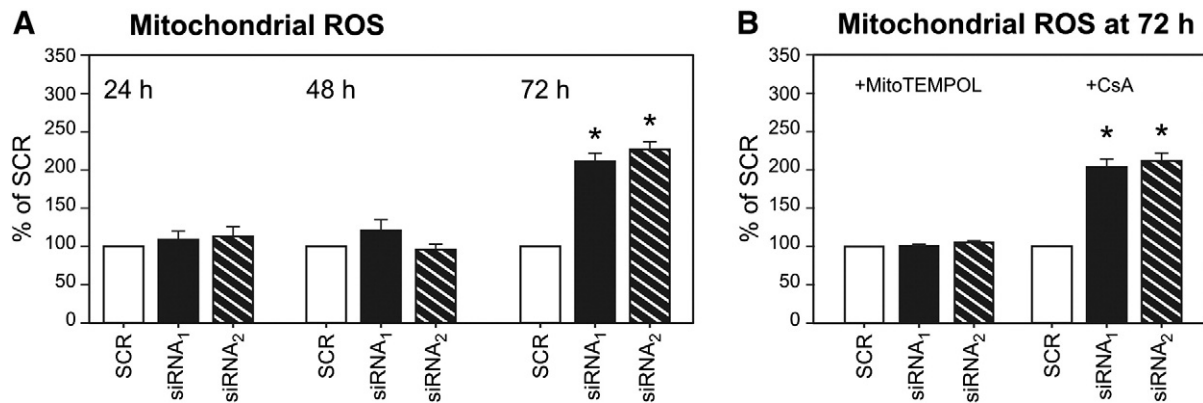 A Mitochondrial ROS
% of SCR
350
300
250
200
150
100
50
0
24 h 48 h 72 h
* *
SCR siRNA1 siRNA2 SCR siRNA1 siRNA2 SCR siRNA1 siRNA2
B Mitochondrial ROS at 72 h
% of SCR
350
300
250
200
150
100
50
0
+MitoTEMPOL +CsA
* *
SCR siRNA1 siRNA2 SCR siRNA1 siRNA2